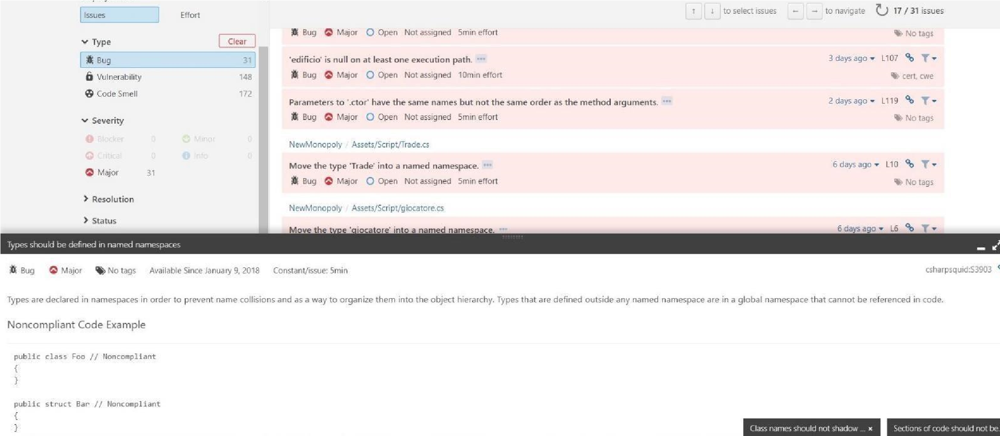 Issues Effort
↑ ↓ to select issues ← → to navigate 17 / 31 issues
Type Clear
Bug 31
Vulnerability 148
Code Smell 172
Severity
Blocker 0 Minor 0
Critical 0 Info 0
Major 31
Resolution
Status
Bug Major Open Not assigned 5min effort No tags
'edificio' is null on at least one execution path. ... 3 days ago L107
Bug Major Open Not assigned 10min effort cert, cwe
Parameters to '.ctor' have the same names but not the same order as the method arguments. ... 2 days ago L119
Bug Major Open Not assigned 5min effort No tags
NewMonopoly / Assets/Script/Trade.cs
Move the type 'Trade' into a named namespace. ... 6 days ago L10
Bug Major Open Not assigned 5min effort No tags
NewMonopoly / Assets/Script/giocatore.cs
Move the type 'giocatore' into a named namespace. ... 6 days ago L6
Types should be defined in named namespaces
Bug Major No tags Available Since January 9, 2018 Constant/issue: 5min csharpsquid:S3903
Types are declared in namespaces in order to prevent name collisions and as a way to organize them into the object hierarchy. Types that are defined outside any named namespace are in a global namespace that cannot be referenced in code.
Noncompliant Code Example
public class Foo // Noncompliant
{
}
public struct Bar // Noncompliant
{
}
Class names should not shadow ... × Sections of code should not be